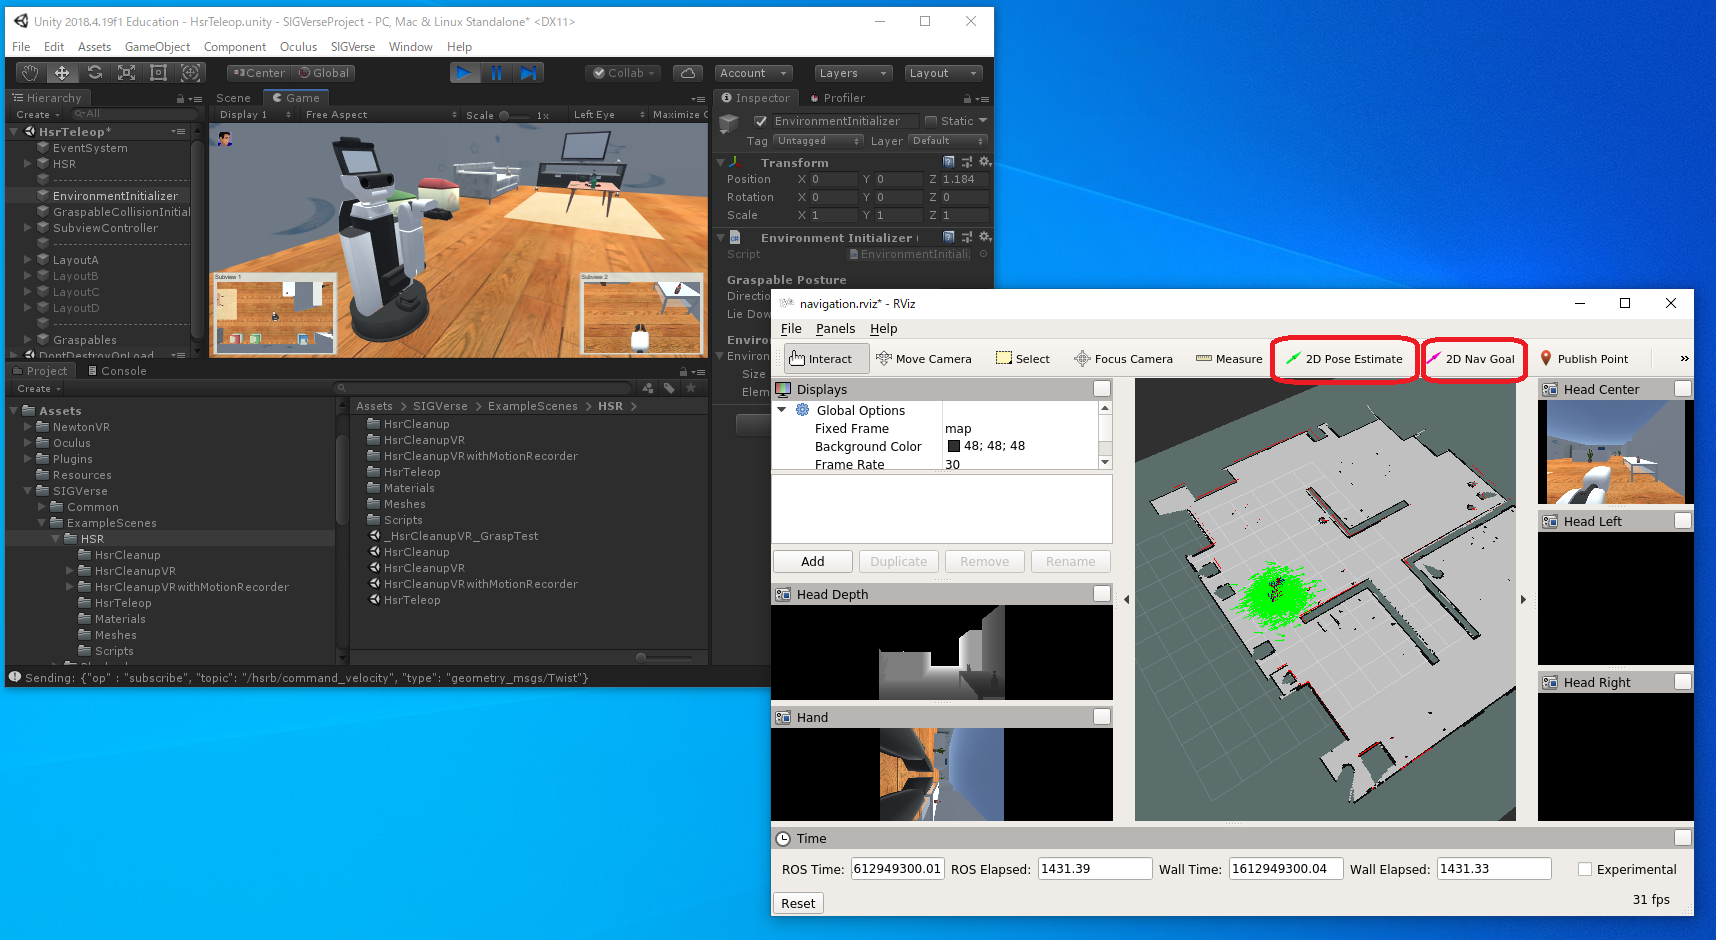 Unity 2018.4.19f1 Education - HsrTeleop.unity - SIGVerseProject - PC, Mac & Linux Standalone* <DX11>
File Edit Assets GameObject Component Oculus SIGVerse Window Help
Center Global Collab Account Layers Layout
Hierarchy
Create All
HsrTeleop*
EventSystem
HSR
--------------------
EnvironmentInitializer
GraspableCollisionInitial
SubviewController
--------------------
LayoutA
LayoutB
LayoutC
LayoutD
--------------------
Graspables
DontDestroyOnLoad
Scene Game
Display 1 Free Aspect Scale 1x Left Eye Maximize
Subview 1
Subview 2
Inspector Profiler
EnvironmentInitializer Static
Tag Untagged Layer Default
Transform
Position X 0 Y 0 Z 1.184
Rotation X 0 Y 0 Z 0
Scale X 1 Y 1 Z 1
Environment Initializer (
Script EnvironmentInitiali
Graspable Posture
Directio
Lie Dow
Enviro
Environ
Size
Elem
Project Console
Create
Assets
NewtonVR
Oculus
Plugins
Resources
SIGVerse
Common
ExampleScenes
HSR
HsrCleanup
HsrCleanupVR
HsrCleanupVRwithMotionRecorder
HsrTeleop
Materials
Meshes
Scripts
Assets > SIGVerse > ExampleScenes > HSR >
HsrCleanup
HsrCleanupVR
HsrCleanupVRwithMotionRecorder
HsrTeleop
Materials
Meshes
Scripts
_HsrCleanupVR_GraspTest
HsrCleanup
HsrCleanupVR
HsrCleanupVRwithMotionRecorder
HsrTeleop
Sending: {"op" : "subscribe", "topic": "/hsrb/command_velocity", "type": "geometry_msgs/Twist"}
navigation.rviz* - RViz
File Panels Help
Interact Move Camera Select Focus Camera Measure 2D Pose Estimate 2D Nav Goal Publish Point »
Displays
Global Options
Fixed Frame map
Background Color 48; 48; 48
Frame Rate 30
Add Duplicate Remove Rename
Head Depth
Hand
Head Center
Head Left
Head Right
Time
ROS Time: .612949300.01 ROS Elapsed: 1431.39 Wall Time: 1612949300.04 Wall Elapsed: 1431.33 Experimental
Reset 31 fps